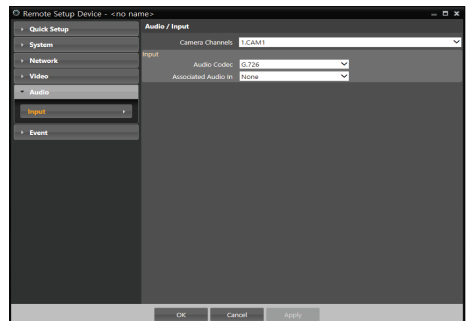 Remote Setup Device - <no name>
Quick Setup
System
Network
Video
Audio
Input
Event
Audio / Input
Camera Channels 1.CAM1
Input
Audio Codec G.726
Associated Audio In None
OK Cancel Apply